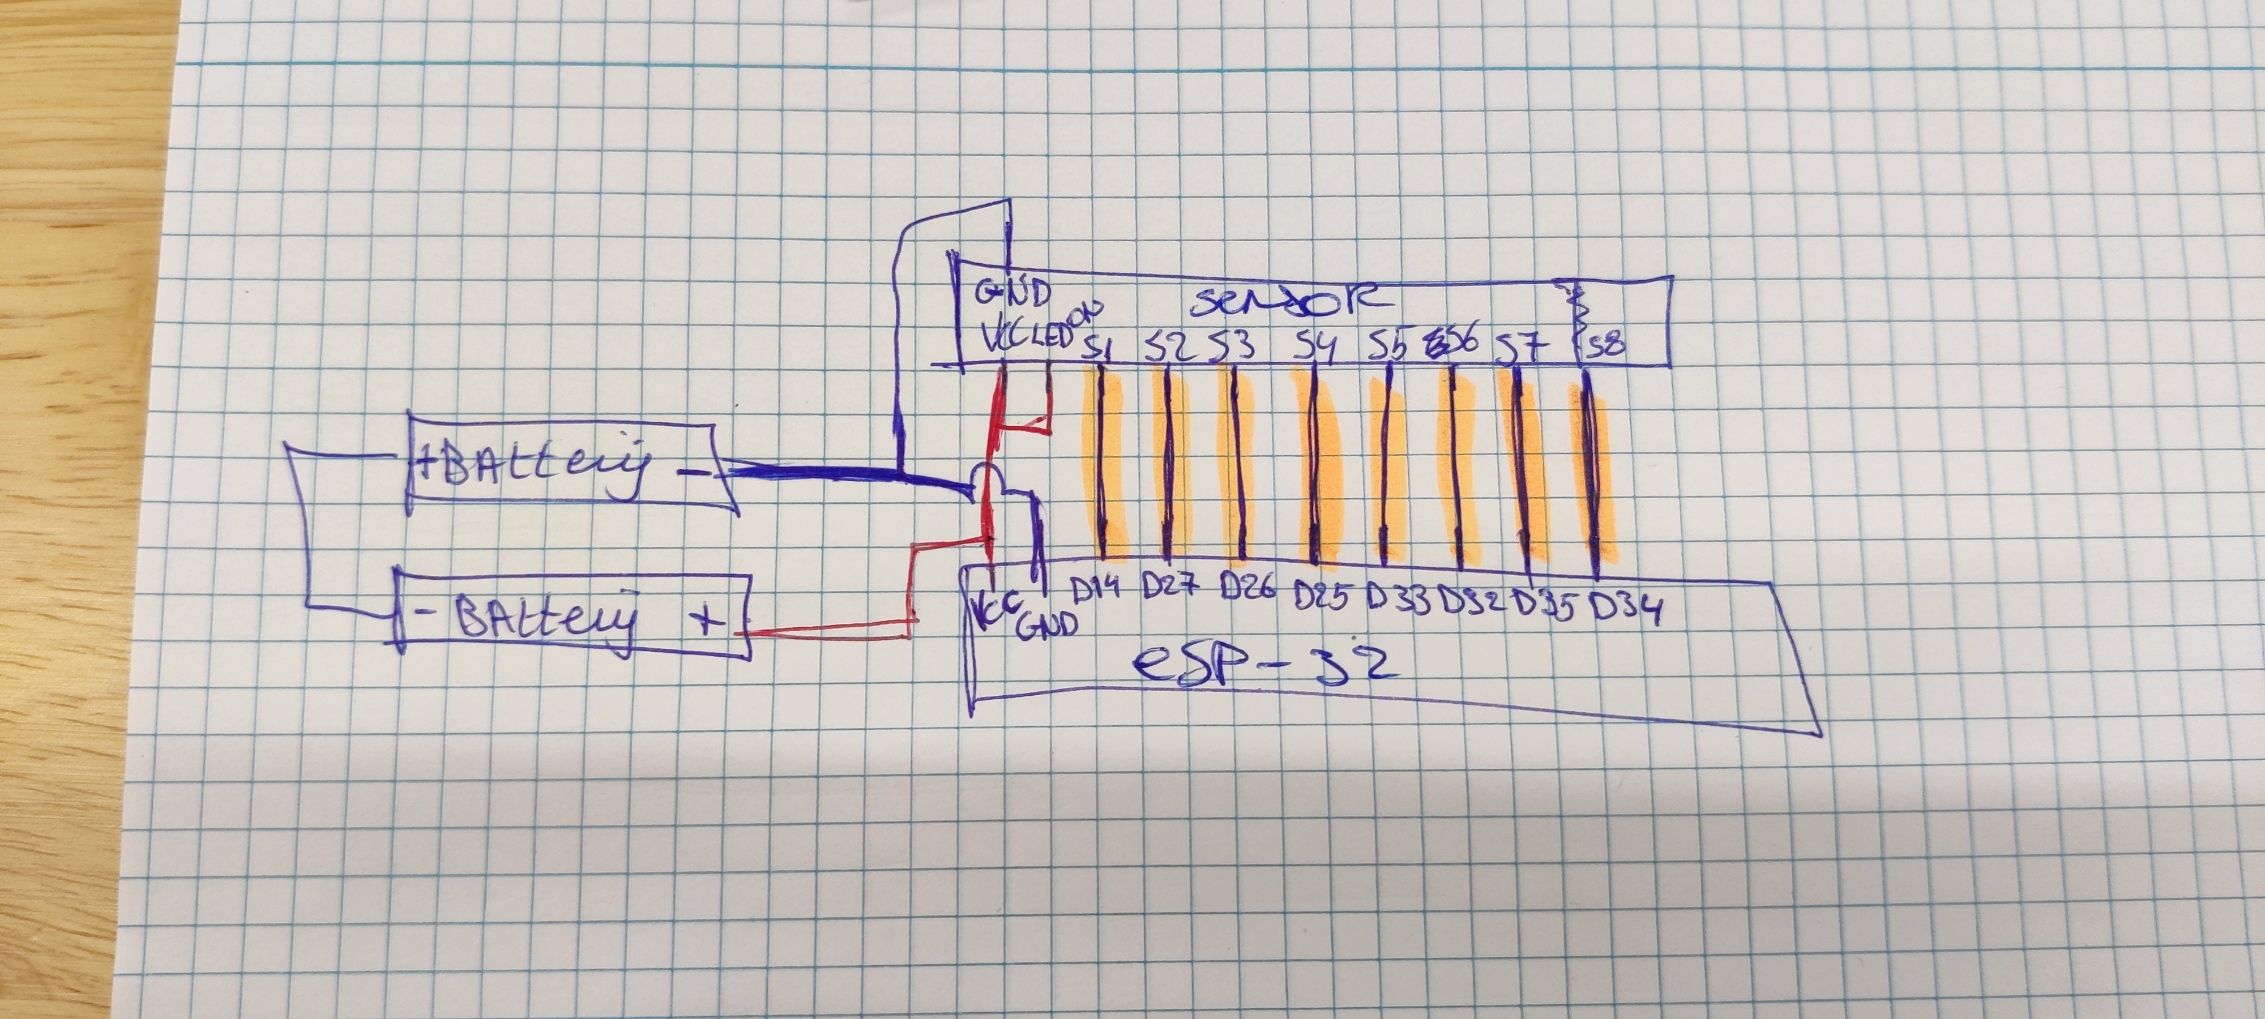 GND SENSOR
VCC LED ON S1 S2 S3 S4 S5 S6 S7 S8
+ BAttery -
- BAttery +
VCC GND D14 D27 D26 D25 D33 D32 D35 D34
eSP-32